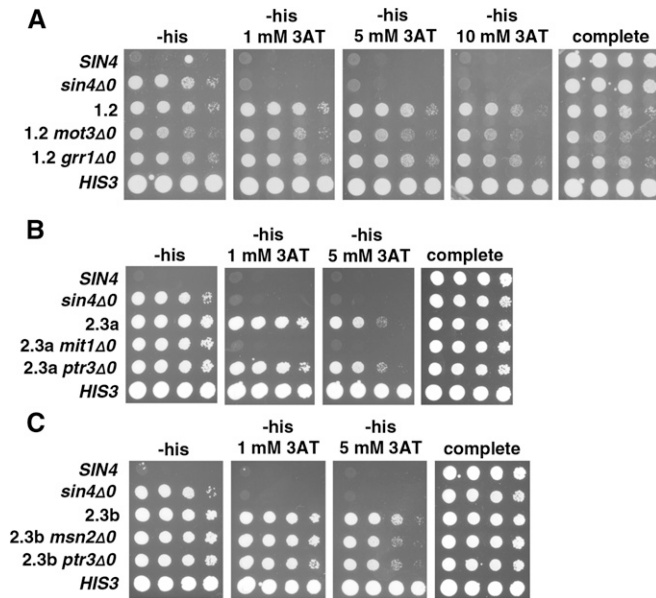 A
-his
-his
1 mM 3AT
-his
5 mM 3AT
-his
10 mM 3AT
complete
SIN4
sin4Δ0
1.2
1.2 mot3Δ0
1.2 grr1Δ0
HIS3
B
-his
-his
1 mM 3AT
-his
5 mM 3AT
complete
SIN4
sin4Δ0
2.3a
2.3a mit1Δ0
2.3a ptr3Δ0
HIS3
C
-his
-his
1 mM 3AT
-his
5 mM 3AT
complete
SIN4
sin4Δ0
2.3b
2.3b msn2Δ0
2.3b ptr3Δ0
HIS3